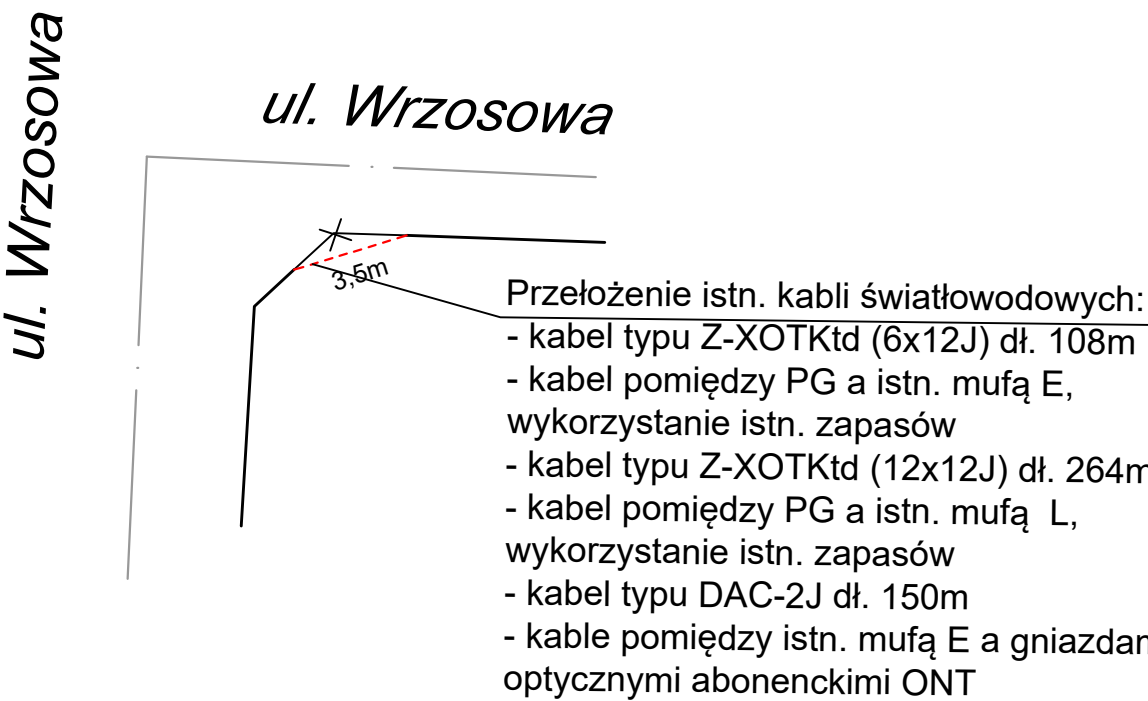 ul. Wrzosowa
ul. Wrzosowa
3,5m
Przełożenie istn. kabli światłowodowych:
- kabel typu Z-XOTKtd (6x12J) dł. 108m
- kabel pomiędzy PG a istn. mufą E,
wykorzystanie istn. zapasów
- kabel typu Z-XOTKtd (12x12J) dł. 264m
- kabel pomiędzy PG a istn. mufą L,
wykorzystanie istn. zapasów
- kabel typu DAC-2J dł. 150m
- kable pomiędzy istn. mufą E a
optycznymi abonenckimi ONT